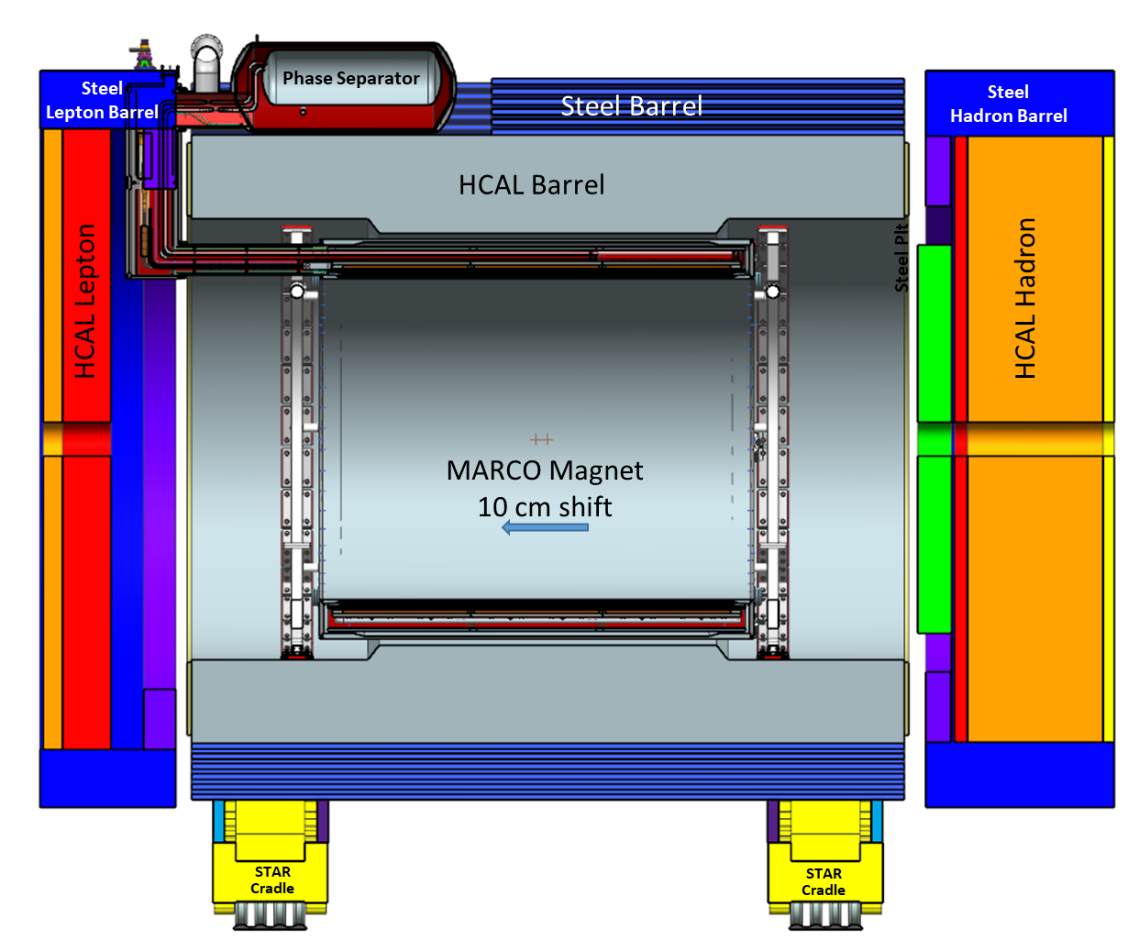 Phase Separator
Steel
Lepton Barrel
Steel Barrel
Steel
Hadron Barrel
HCAL Barrel
HCAL Lepton
Steel Plt
HCAL Hadron
MARCO Magnet
10 cm shift
STAR
Cradle
STAR
Cradle